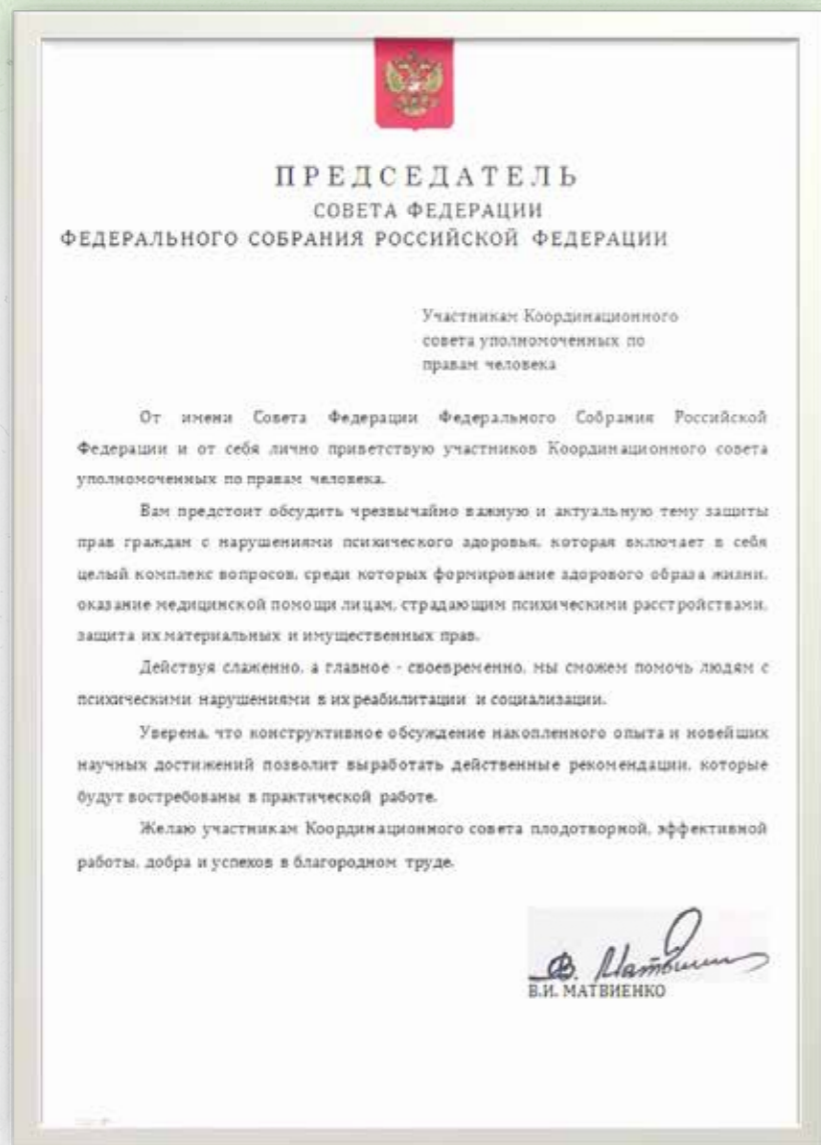 ПРЕДСЕДАТЕЛЬ
СОВЕТА ФЕДЕРАЦИИ
ФЕДЕРАЛЬНОГО СОБРАНИЯ РОССИЙСКОЙ ФЕДЕРАЦИИ
Участникам Координационного
совета уполномоченных по
правам человека
От имени Совета Федерации Федерального Собрания Российской
Федерации и от себя лично приветствую участников Координационного совета
уполномоченных по правам человека.
Вам предстоит обсудить чрезвычайно важную и актуальную тему защиты
прав граждан с нарушениями психического здоровья, которая включает в себя
целый комплекс вопросов, среди которых формирование здорового образа жизни,
оказание медицинской помощи лицам, страдающим психическими расстройствами,
защита их материальных и имущественных прав.
Действуя слаженно, а главное - своевременно, мы сможем помочь людям с
психическими нарушениями в их реабилитации и социализации.
Уверена, что конструктивное обсуждение накопленного опыта и новейших
научных достижений позволит выработать действенные рекомендации, которые
будут востребованы в практической работе.
Желаю участникам Координационного совета плодотворной, эффективной
работы, добра и успехов в благородном труде.
В. Матвиенко
В.И. МАТВИЕНКО